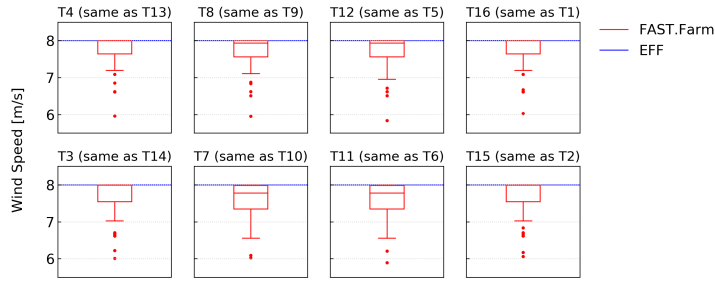 T4 (same as T13)
T8 (same as T9)
T12 (same as T5)
T16 (same as T1)
FAST.Farm
EFF
8
7
6
Wind Speed [m/s]
T3 (same as T14)
T7 (same as T10)
T11 (same as T6)
T15 (same as T2)
8
7
6